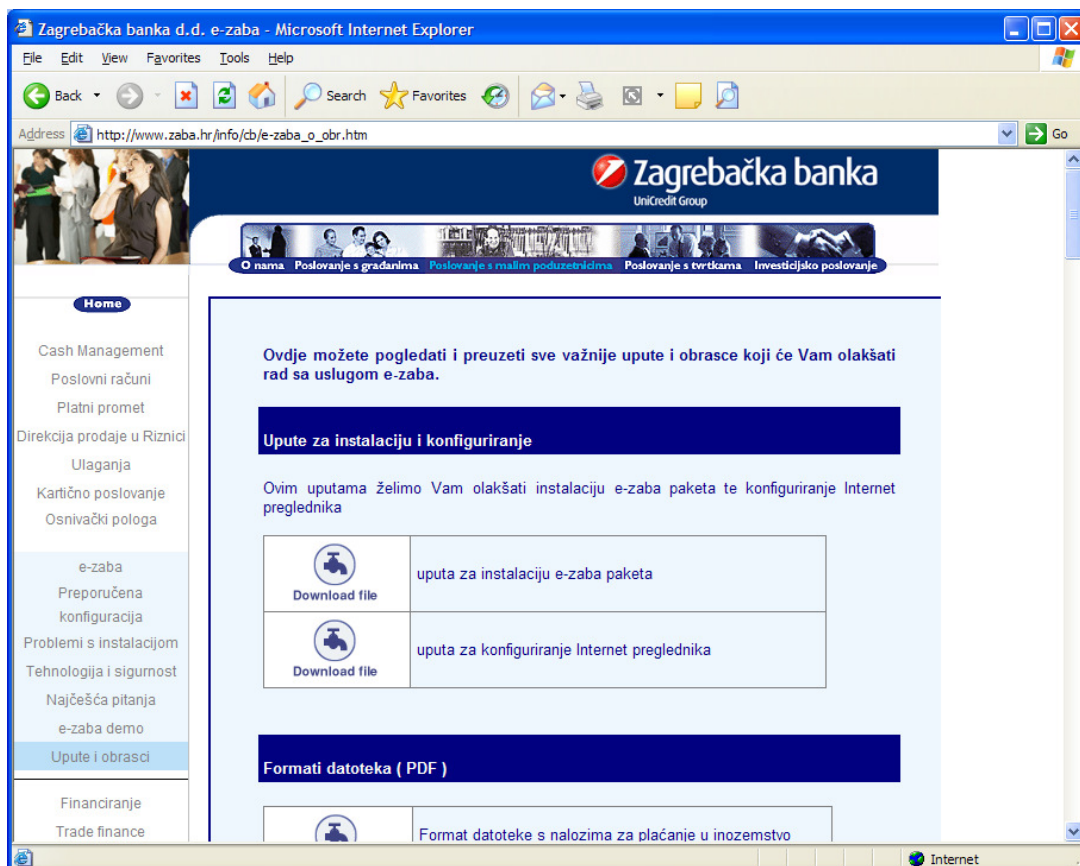 Zagrebačka banka d.d. e-zaba - Microsoft Internet Explorer
File Edit View Favorites Tools Help
Back Search Favorites
Address http://www.zaba.hr/info/cb/e-zaba_o_obr.htm Go
Zagrebačka banka
UniCredit Group
O nama Poslovanje s građanima Poslovanje s malim poduzetnicima Poslovanje s tvrtkama Investicijsko poslovanje
Home
Cash Management
Poslovni računi
Platni promet
Direkcija prodaje u Riznici
Ulaganja
Kartično poslovanje
Osnivački pologa
e-zaba
Preporučena
konfiguracija
Problemi s instalacijom
Tehnologija i sigurnost
Najčešća pitanja
e-zaba demo
Upute i obrasci
Financiranje
Trade finance
Ovdje možete pogledati i preuzeti sve važnije upute i obrasce koji će Vam olakšati
rad sa uslugom e-zaba.
Upute za instalaciju i konfiguriranje
Ovim uputama želimo Vam olakšati instalaciju e-zaba paketa te konfiguriranje Internet
preglednika
Download file uputa za instalaciju e-zaba paketa
Download file uputa za konfiguriranje Internet preglednika
Formati datoteka ( PDF )
Format datoteke s nalozima za plaćanje u inozemstvo
Internet